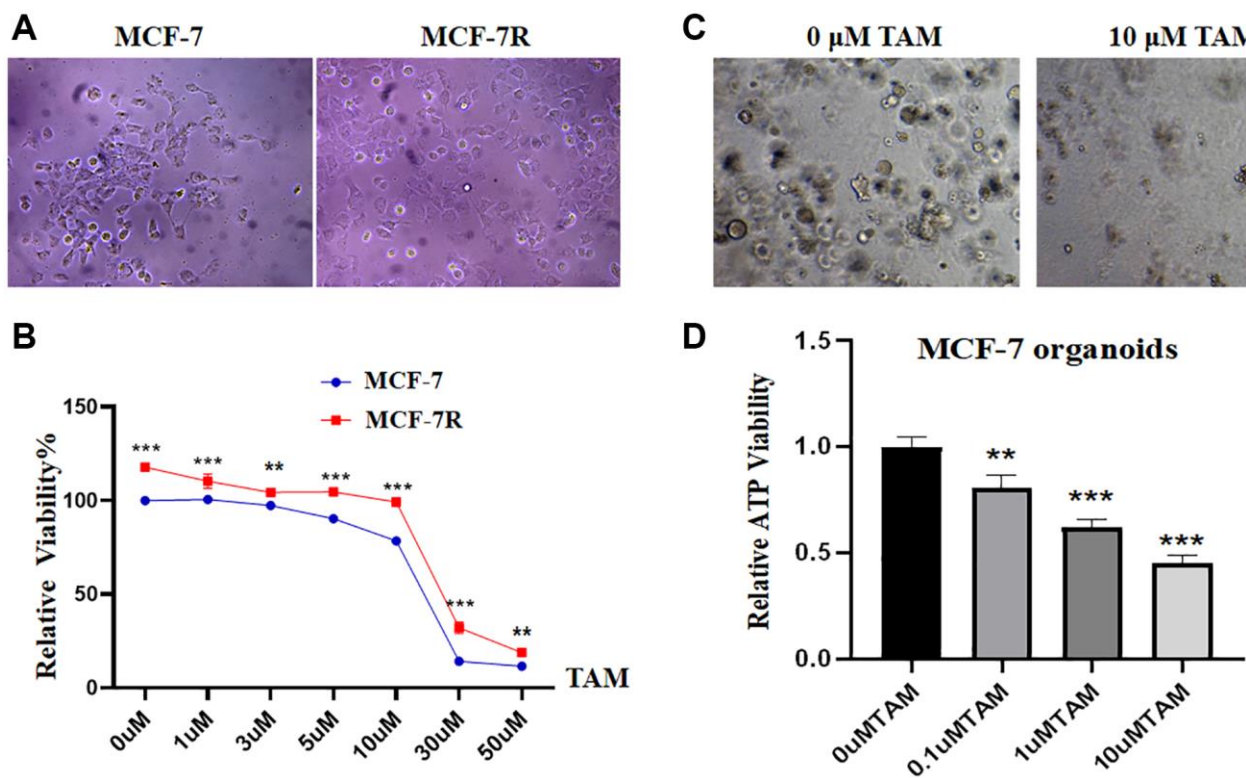 A
MCF-7
MCF-7R
C
0 μM TAM
10 μM TAM
B
MCF-7
MCF-7R
Relative Viability%
150
100
50
0
***
***
**
***
***
***
**
TAM
0uM
1uM
3uM
5uM
10uM
30uM
50uM
D
MCF-7 organoids
Relative ATP Viability
1.5
1.0
0.5
0.0
**
***
***
0uMTAM
0.1uMTAM
1uMTAM
10uMTAM